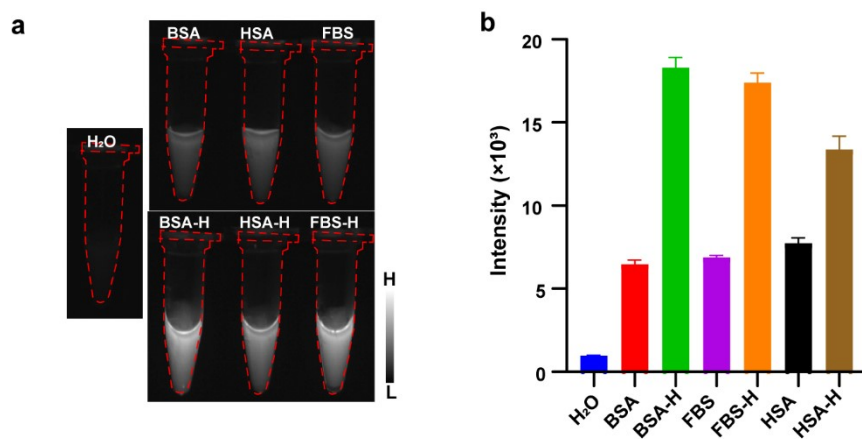 a
BSA HSA FBS
H₂O
BSA-H HSA-H FBS-H
H
L
b
Intensity (×10³)
20
15
10
5
0
H₂O BSA BSA-H FBS FBS-H HSA HSA-H